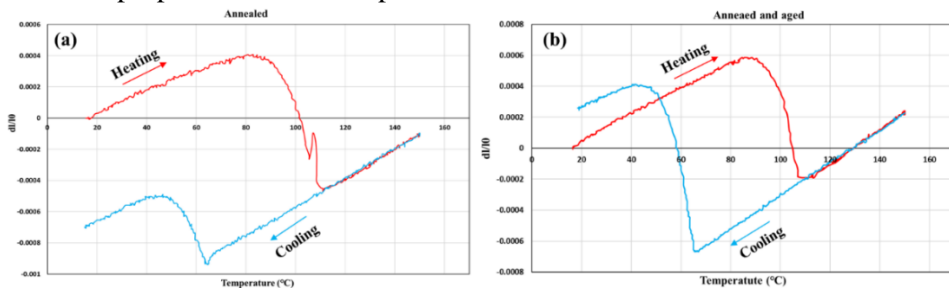 Annealed
(a)
Heating
Cooling
dl/l0
0.0006
0.0004
0.0002
0
-0.0002
-0.0004
-0.0006
-0.0008
-0.001
0 20 40 60 80 100 120 140 160
Temperature (°C)
Anneaed and aged
(b)
Heating
Cooling
dl/l0
0.0008
0.0006
0.0004
0.0002
0
-0.0002
-0.0004
-0.0006
-0.0008
0 20 40 60 80 100 120 140 160
Temperatute (°C)